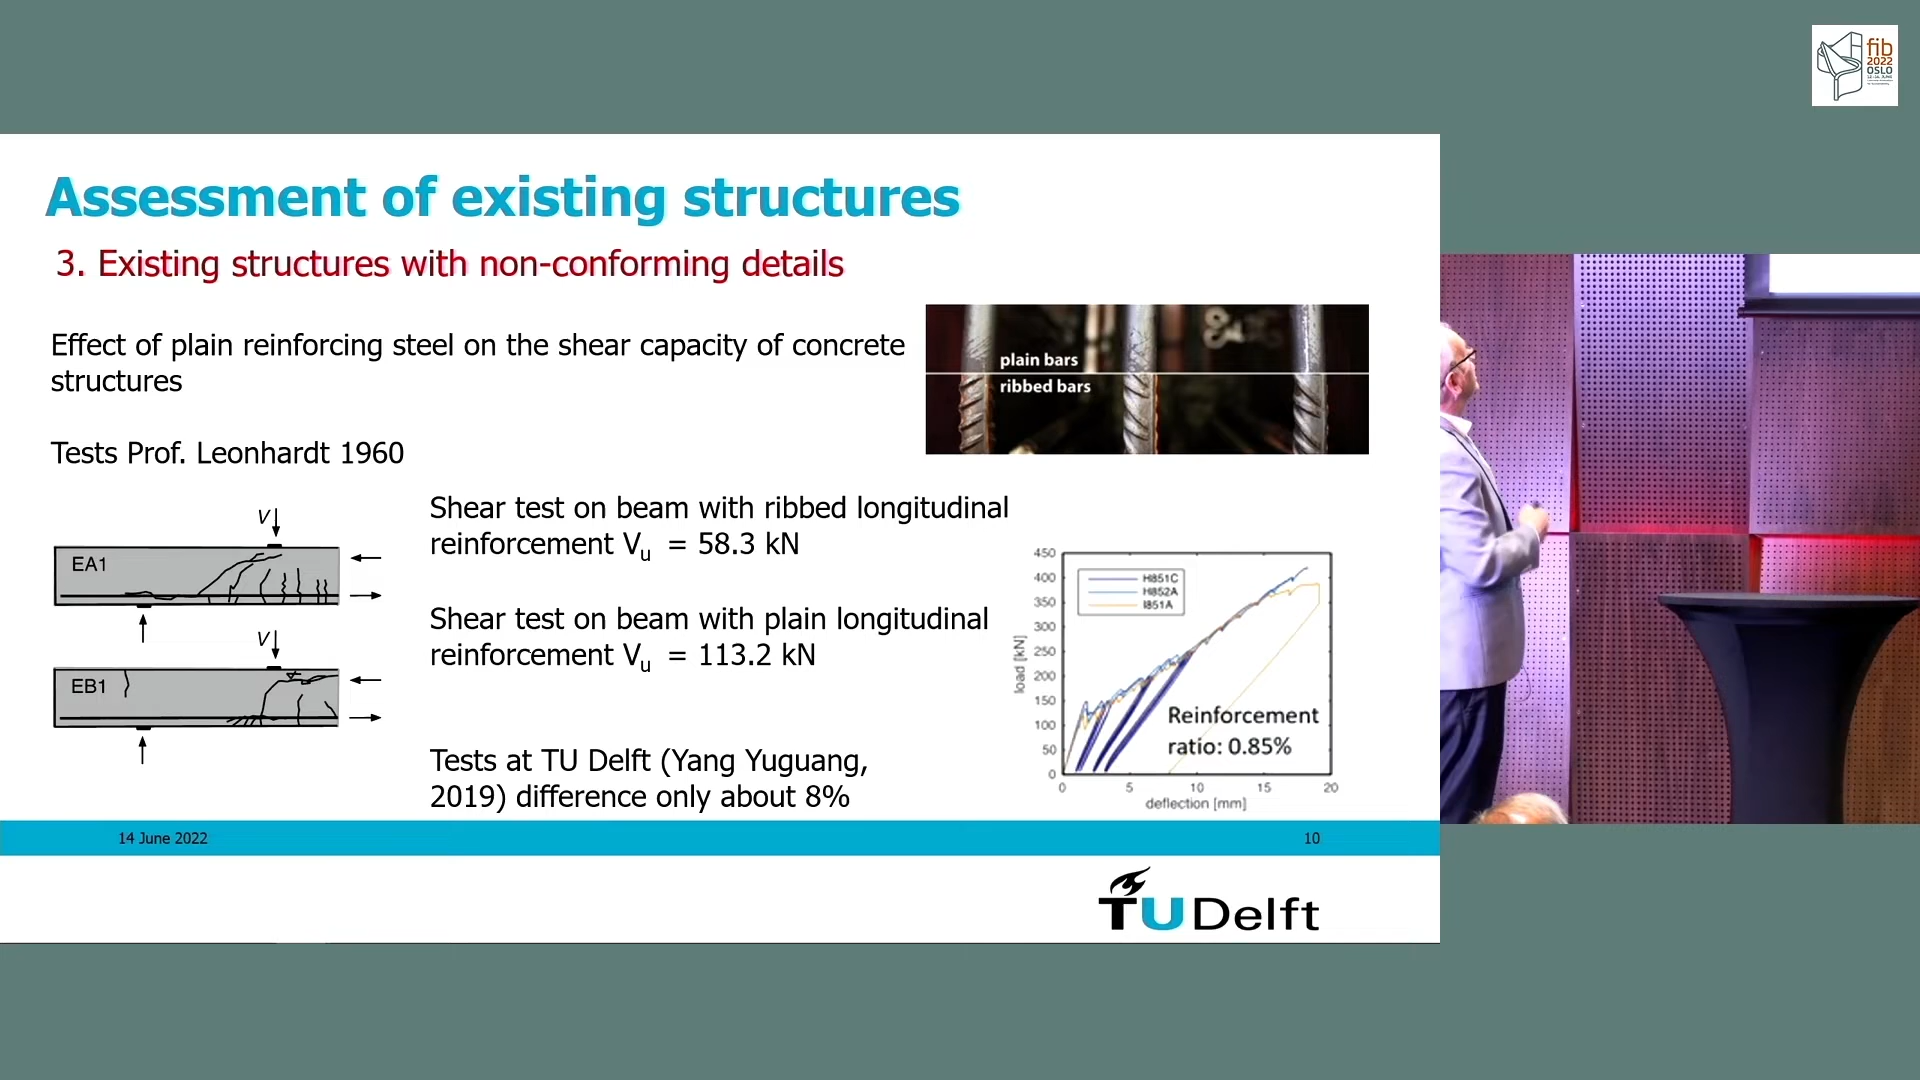 fib
2022
OSLO
Assessment of existing structures
3. Existing structures with non-conforming details
Effect of plain reinforcing steel on the shear capacity of concrete
structures
plain bars
ribbed bars
Tests Prof. Leonhardt 1960
V
EA1
V
EB1
Shear test on beam with ribbed longitudinal
reinforcement Vu = 58.3 kN
Shear test on beam with plain longitudinal
reinforcement Vu = 113.2 kN
Tests at TU Delft (Yang Yuguang,
2019) difference only about 8%
450
400
350
300
250
200
150
100
50
0
load [kN]
H851C
H852A
I851A
Reinforcement
ratio: 0.85%
0 5 10 15 20
deflection [mm]
14 June 2022
10
TU Delft